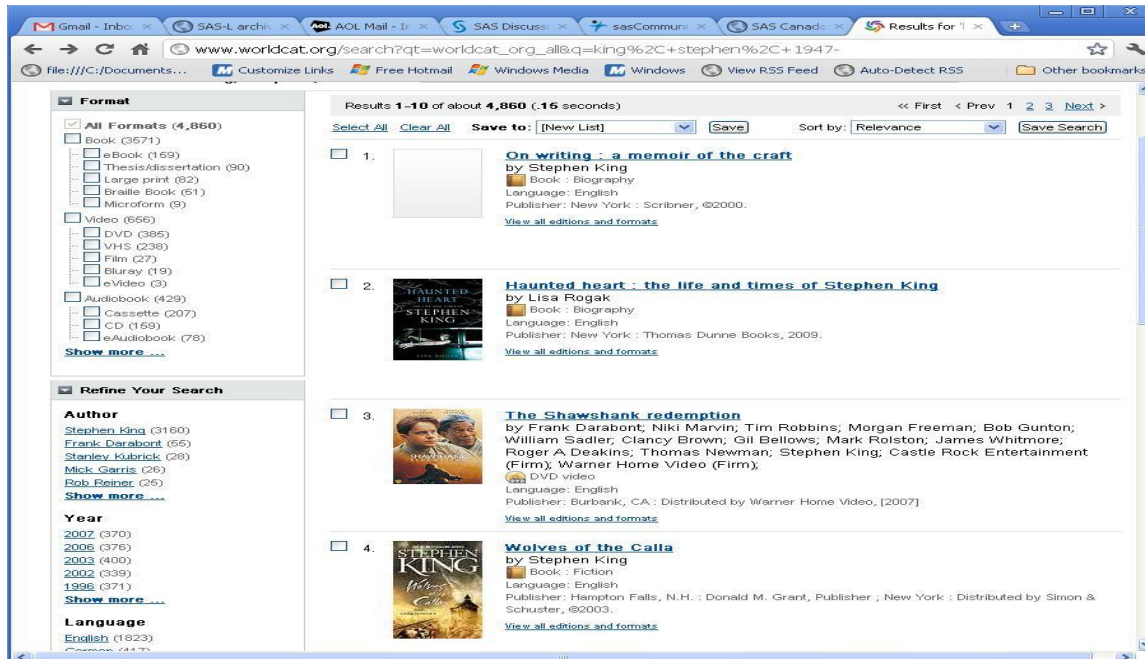 Gmail - Inbo:
SAS-L archiv
AOL Mail - Ir
SAS Discussi
sasCommuni
SAS Canada
Results for 'l
www.worldcat.org/search?qt=worldcat_org_all&q=king%2C+stephen%2C+1947-
file:///C:/Documents... Customize Links Free Hotmail Windows Media Windows View RSS Feed Auto-Detect RSS Other bookmarks
Format
All Formats (4,860)
Book (3571)
eBook (159)
Thesis/dissertation (90)
Large print (82)
Braille Book (51)
Microform (9)
Video (656)
DVD (385)
VHS (238)
Film (27)
Bluray (19)
eVideo (3)
Audiobook (429)
Cassette (207)
CD (159)
eAudiobook (78)
Show more ...
Refine Your Search
Author
Stephen King (3160)
Frank Darabont (55)
Stanley Kubrick (28)
Mick Garris (26)
Rob Reiner (25)
Show more ...
Year
2007 (370)
2006 (376)
2003 (400)
2002 (339)
1996 (371)
Show more ...
Language
English (1823)
German (417)
Results 1–10 of about 4,860 (.15 seconds) << First < Prev 1 2 3 Next >
Select All Clear All Save to: [New List] Save Sort by: Relevance Save Search
1. On writing : a memoir of the craft
by Stephen King
Book : Biography
Language: English
Publisher: New York : Scribner, ©2000.
View all editions and formats
HAUNTED
HEART
STEPHEN
KING
2. Haunted heart : the life and times of Stephen King
by Lisa Rogak
Book : Biography
Language: English
Publisher: New York : Thomas Dunne Books, 2009.
View all editions and formats
SHAWSHANK
3. The Shawshank redemption
by Frank Darabont; Niki Marvin; Tim Robbins; Morgan Freeman; Bob Gunton;
William Sadler; Clancy Brown; Gil Bellows; Mark Rolston; James Whitmore;
Roger A Deakins; Thomas Newman; Stephen King; Castle Rock Entertainment
(Firm); Warner Home Video (Firm);
DVD video
Language: English
Publisher: Burbank, CA : Distributed by Warner Home Video, [2007]
View all editions and formats
STEPHEN
KING
Wolves
of the
Calla
4. Wolves of the Calla
by Stephen King
Book : Fiction
Language: English
Publisher: Hampton Falls, N.H. : Donald M. Grant, Publisher ; New York : Distributed by Simon &
Schuster, ©2003.
View all editions and formats